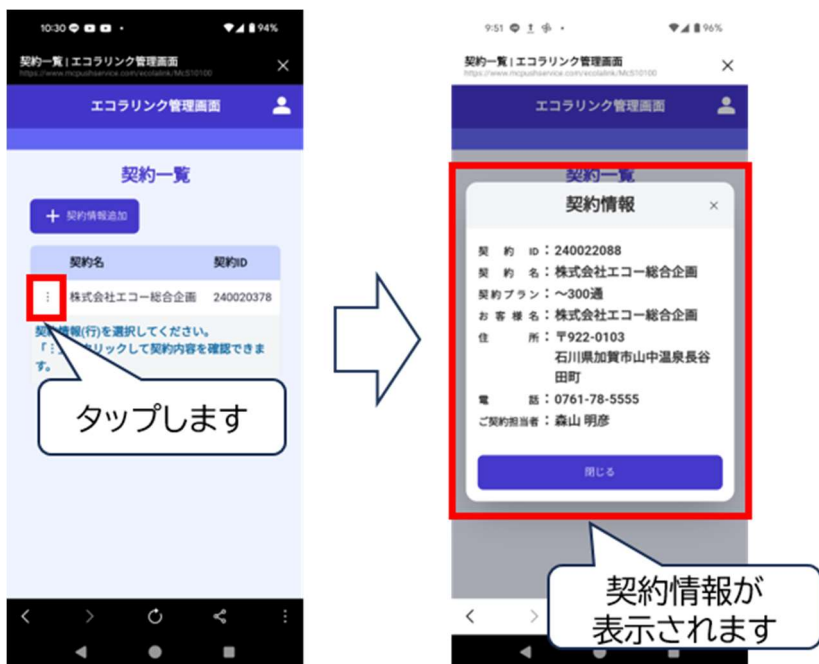 10:30
94%
契約一覧 | エコラリンク管理画面
https://www.mcpushservice.com/ecolalink/McS10100
エコラリンク管理画面
契約一覧
+ 契約情報追加
契約名 契約ID
⋮ 株式会社エコー総合企画 240020378
契約情報(行)を選択してください。
「⋮」 リックして契約内容を確認できま
す。
タップします
9:51
96%
契約一覧 | エコラリンク管理画面
https://www.mcpushservice.com/ecolalink/McS10100
エコラリンク管理画面
契約一覧
契約情報 ×
契約ID:240022088
契約名:株式会社エコー総合企画
契約プラン:～300通
お客様名:株式会社エコー総合企画
住所:〒922-0103
石川県加賀市山中温泉長谷
田町
電話:0761-78-5555
ご契約担当者:森山 明彦
閉じる
契約情報が
表示されます